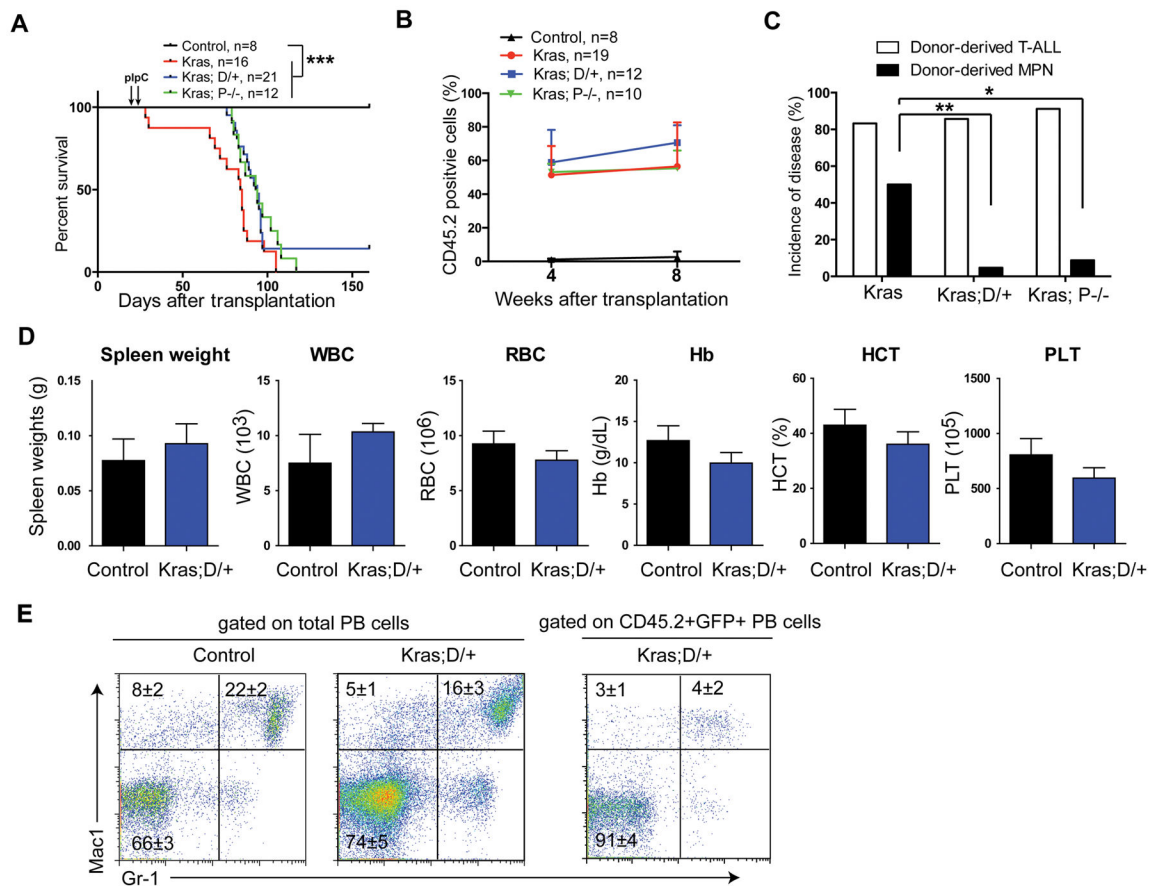 A
Control, n=8
Kras, n=16
Kras; D/+, n=21
Kras; P-/-, n=12
***
pIpC
100
50
0
Percent survival
0 50 100 150
Days after transplantation
B
Control, n=8
Kras, n=19
Kras; D/+, n=12
Kras; P-/-, n=10
100
80
60
40
20
0
CD45.2 positvie cells (%)
4 8
Weeks after transplantation
C
Donor-derived T-ALL
Donor-derived MPN
* 
**
100
80
60
40
20
0
Incidence of disease (%)
Kras Kras;D/+ Kras; P-/-
D
Spleen weight WBC RBC Hb HCT PLT
Spleen weights (g)
0.15
0.10
0.05
0.00
Control Kras;D/+
WBC (10³)
15
10
5
0
Control Kras;D/+
RBC (10⁶)
15
10
5
0
Control Kras;D/+
Hb (g/dL)
20
15
10
5
0
Control Kras;D/+
HCT (%)
60
40
20
0
Control Kras;D/+
PLT (10⁵)
1500
1000
500
0
Control Kras;D/+
E
gated on total PB cells
gated on CD45.2+GFP+ PB cells
Control Kras;D/+ Kras;D/+
8±2 22±2
66±3
5±1 16±3
74±5
3±1 4±2
91±4
Mac1
Gr-1